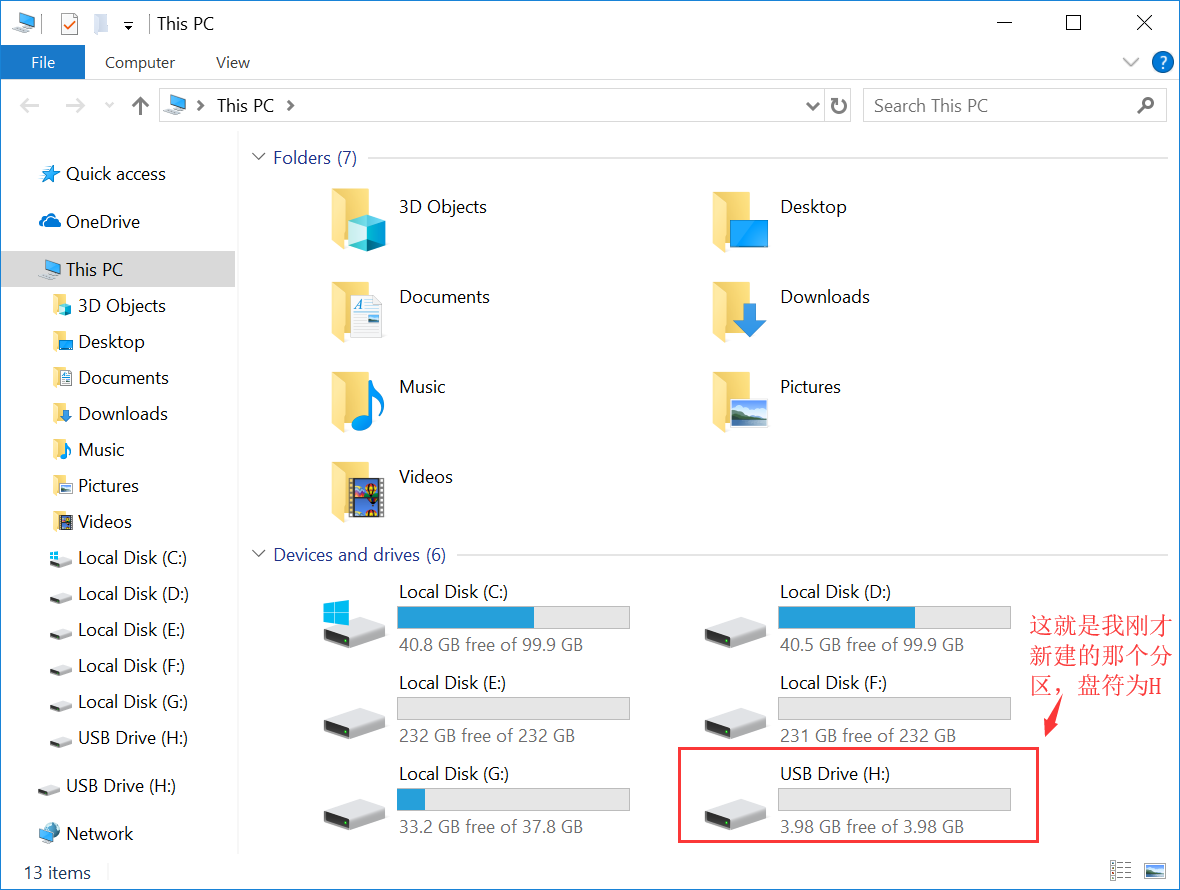 This PC
File
Computer
View
?
This PC
Search This PC
Quick access
OneDrive
This PC
3D Objects
Desktop
Documents
Downloads
Music
Pictures
Videos
Local Disk (C:)
Local Disk (D:)
Local Disk (E:)
Local Disk (F:)
Local Disk (G:)
USB Drive (H:)
USB Drive (H:)
Network
Folders (7)
3D Objects
Desktop
Documents
Downloads
Music
Pictures
Videos
Devices and drives (6)
Local Disk (C:)
40.8 GB free of 99.9 GB
Local Disk (D:)
40.5 GB free of 99.9 GB
Local Disk (E:)
232 GB free of 232 GB
Local Disk (F:)
231 GB free of 232 GB
Local Disk (G:)
33.2 GB free of 37.8 GB
USB Drive (H:)
3.98 GB free of 3.98 GB
这就是我刚才
新建的那个分
区，盘符为H
13 items